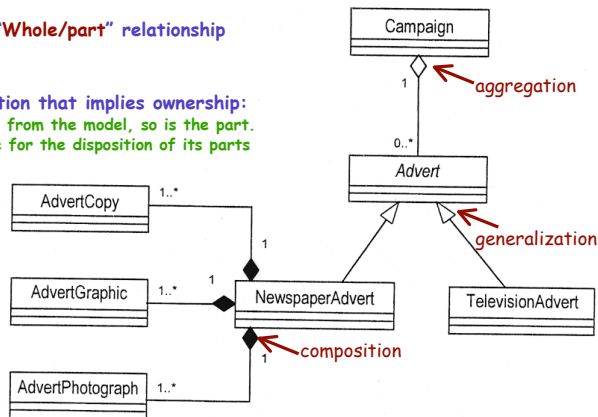 "Whole/part" relationship
tion that implies ownership:
from the model, so is the part.
for the disposition of its parts
Campaign
1
aggregation
0..*
Advert
generalization
AdvertCopy
1..*
1
AdvertGraphic
1..*
1
NewspaperAdvert
TelevisionAdvert
composition
1
AdvertPhotograph
1..*